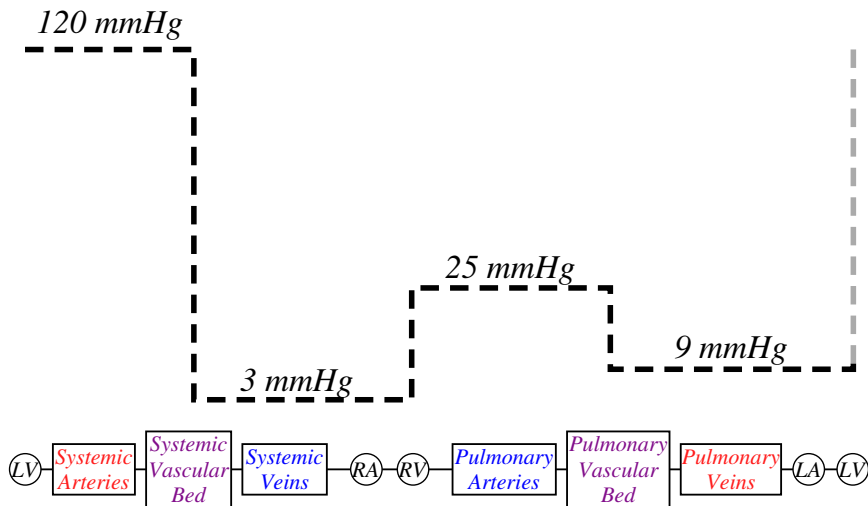 120 mmHg
25 mmHg
3 mmHg
9 mmHg
LV
Systemic
Arteries
Systemic
Vascular
Bed
Systemic
Veins
RA
RV
Pulmonary
Arteries
Pulmonary
Vascular
Bed
Pulmonary
Veins
LA
LV